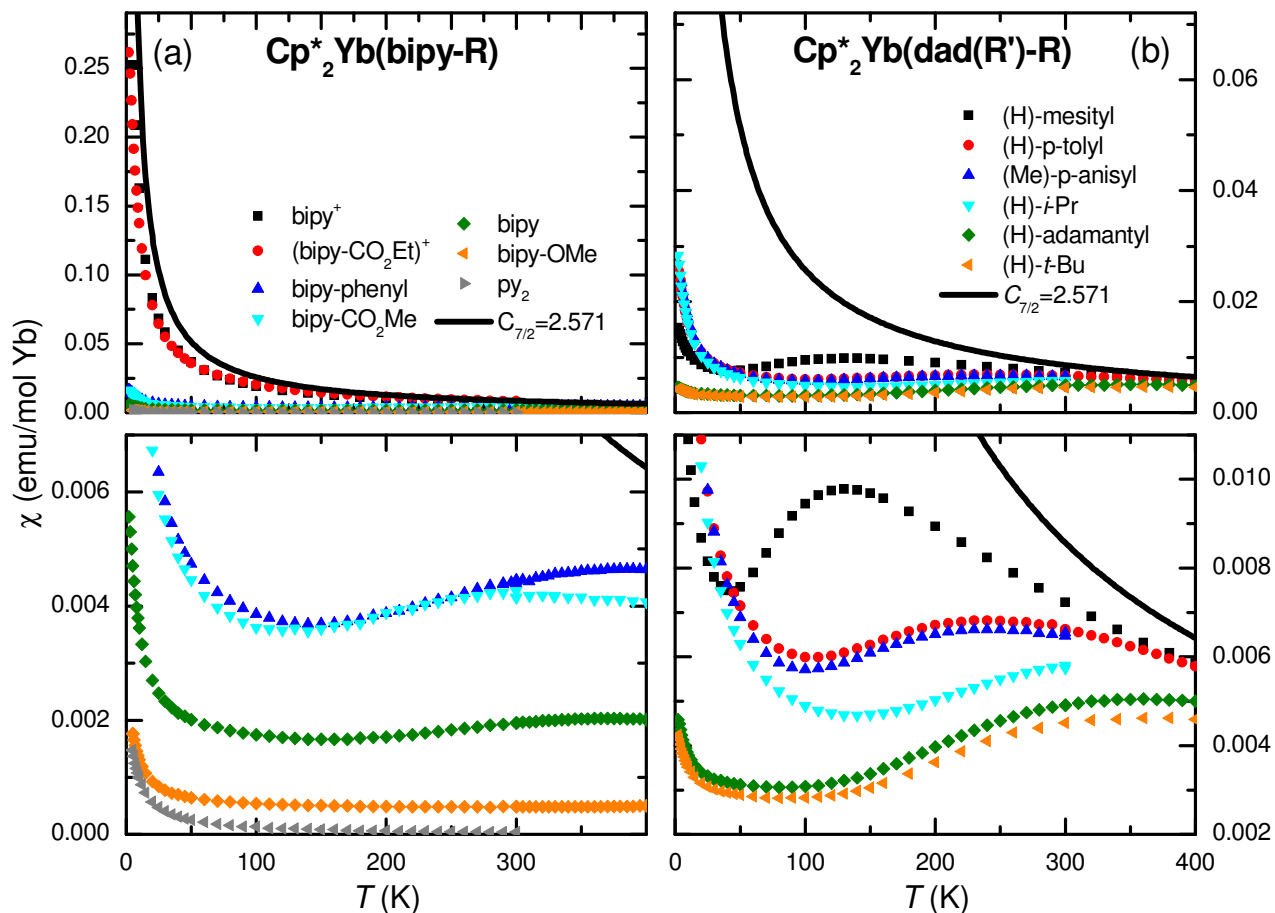 (a) Cp*₂Yb(bipy-R)
0.25
0.20
0.15
0.10
0.05
0.00
bipy⁺
(bipy-CO₂Et)⁺
bipy-phenyl
bipy-CO₂Me
bipy
bipy-OMe
py₂
C₇/₂=2.571
Cp*₂Yb(dad(R')-R) (b)
(H)-mesityl
(H)-p-tolyl
(Me)-p-anisyl
(H)-i-Pr
(H)-adamantyl
(H)-t-Bu
C₇/₂=2.571
0.06
0.04
0.02
0.00
χ (emu/mol Yb)
0.006
0.004
0.002
0.000
0 100 200 300
T (K)
0.010
0.008
0.006
0.004
0.002
0 100 200 300 400
T (K)